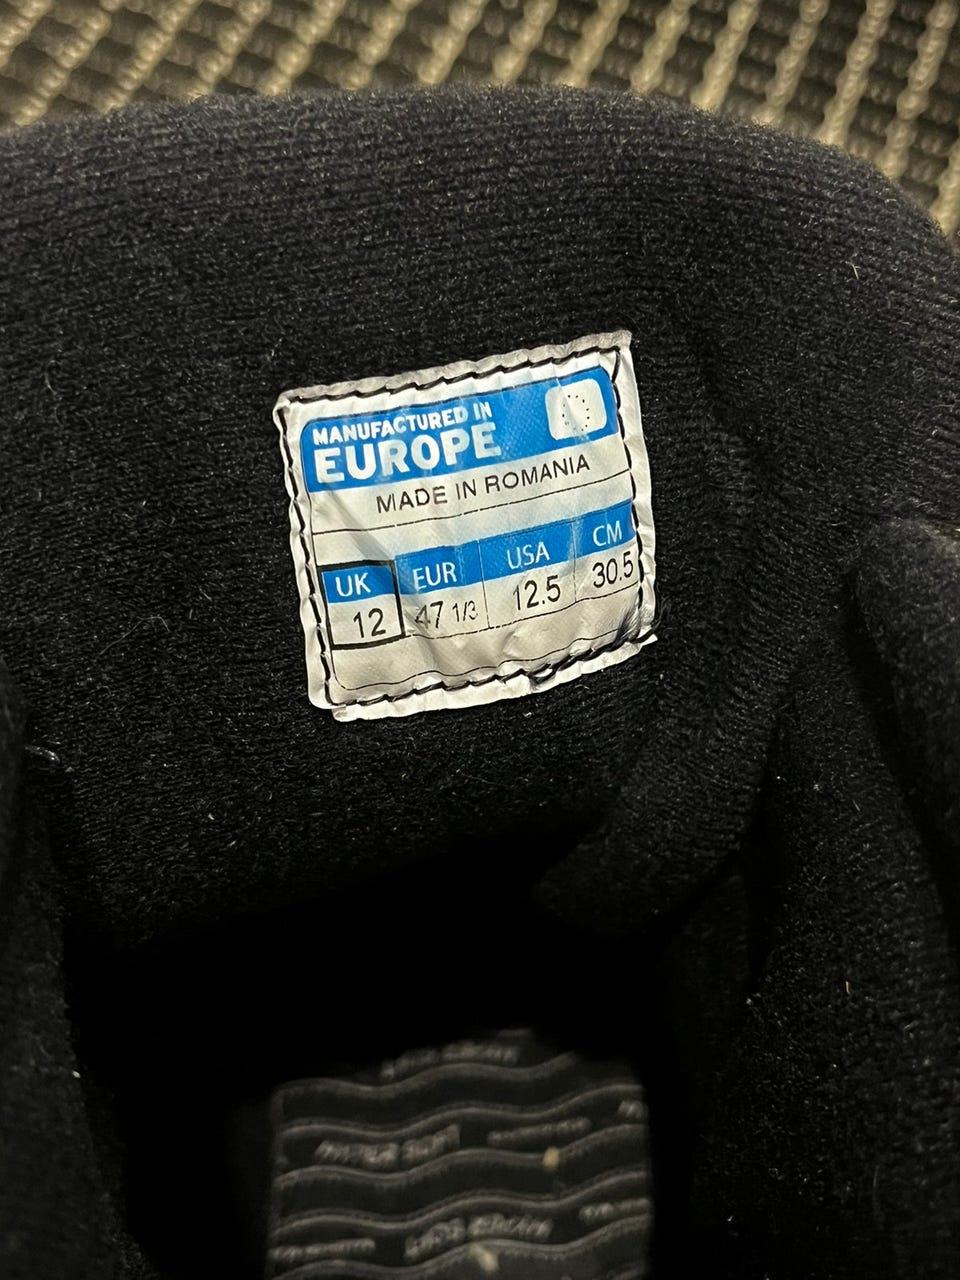 MANUFACTURED IN
EUROPE
MADE IN ROMANIA
UK EUR USA CM
12 47 1/3 12.5 30.5